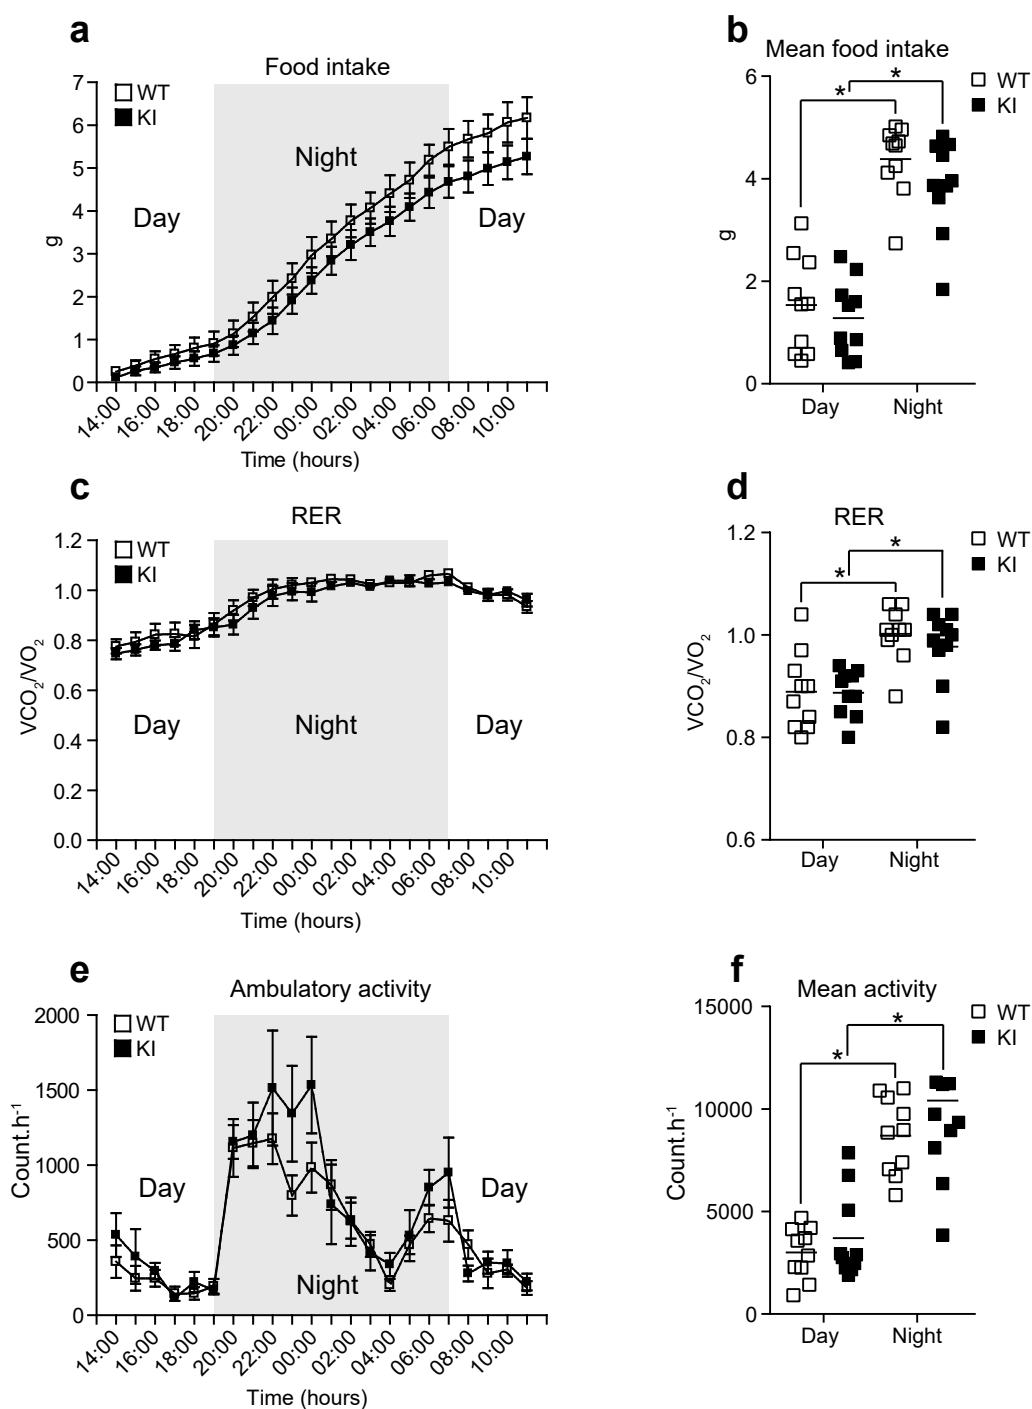 a
Food intake
WT
KI
Day
Night
Day
g
7
6
5
4
3
2
1
0
14:00
16:00
18:00
20:00
22:00
00:00
02:00
04:00
06:00
08:00
10:00
Time (hours)
b
Mean food intake
WT
KI
*
*
g
6
4
2
0
Day
Night
c
RER
WT
KI
Day
Night
Day
VCO₂/VO₂
1.2
1.0
0.8
0.6
0.4
0.2
0.0
14:00
16:00
18:00
20:00
22:00
00:00
02:00
04:00
06:00
08:00
10:00
Time (hours)
d
RER
WT
KI
*
*
VCO₂/VO₂
1.2
1.0
0.8
0.6
Day
Night
e
Ambulatory activity
WT
KI
Day
Night
Day
Count.h⁻¹
2000
1500
1000
500
0
14:00
16:00
18:00
20:00
22:00
00:00
02:00
04:00
06:00
08:00
10:00
Time (hours)
f
Mean activity
WT
KI
*
*
Count.h⁻¹
15000
10000
5000
0
Day
Night